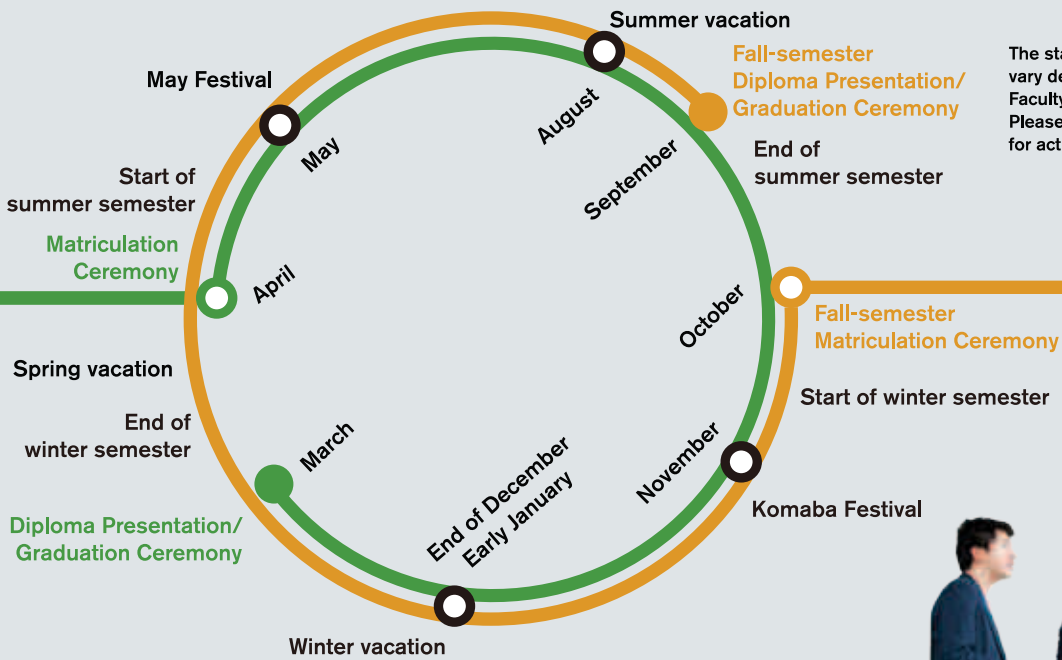 Summer vacation
May Festival
Fall-semester
Diploma Presentation/
Graduation Ceremony
The
vary
Faculty
Please
for
August
May
September
End of
summer semester
Start of
summer semester
Matriculation
Ceremony
April
October
Fall-semester
Matriculation Ceremony
Spring vacation
Start of winter semester
End of
winter semester
March
End of December
Early January
November
Komaba Festival
Diploma Presentation/
Graduation Ceremony
Winter vacation